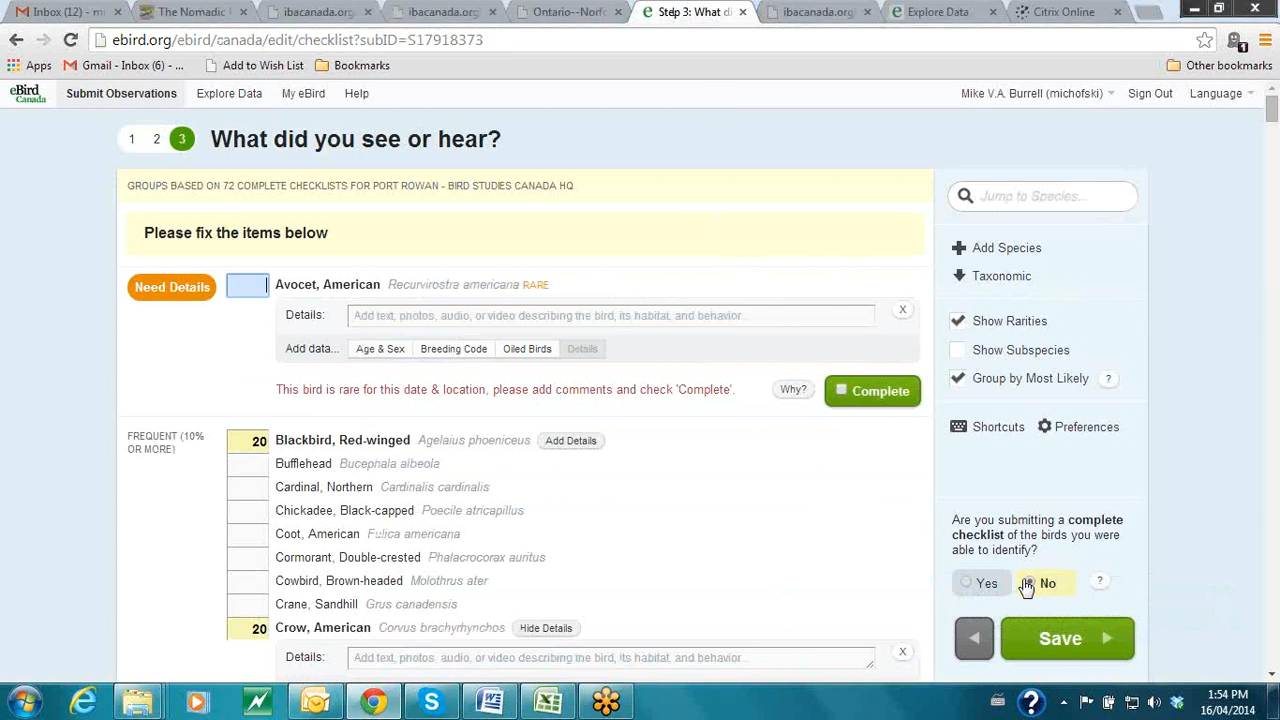 Inbox (12) - m
The Nomadic
ibacanada.org/
ibacanada.org/
Ontario--Norf
Step 3: What di
ibacanada.org/
Explore Data
Citrix Online
ebird.org/ebird/canada/edit/checklist?subID=S17918373
Apps
Gmail - Inbox (6) - ...
Add to Wish List
Bookmarks
Other bookmarks
eBird Canada
Submit Observations
Explore Data
My eBird
Help
Mike V.A. Burrell (michofski)
Sign Out
Language
1 2 3 What did you see or hear?
GROUPS BASED ON 72 COMPLETE CHECKLISTS FOR PORT ROWAN - BIRD STUDIES CANADA HQ
Please fix the items below
Need Details
Avocet, American Recurvirostra americana RARE
Details: Add text, photos, audio, or video describing the bird, its habitat, and behavior... X
Add data... Age & Sex Breeding Code Oiled Birds Details
This bird is rare for this date & location, please add comments and check 'Complete'. Why? Complete
FREQUENT (10%
OR MORE)
20 Blackbird, Red-winged Agelaius phoeniceus Add Details
Bufflehead Bucephala albeola
Cardinal, Northern Cardinalis cardinalis
Chickadee, Black-capped Poecile atricapillus
Coot, American Fulica americana
Cormorant, Double-crested Phalacrocorax auritus
Cowbird, Brown-headed Molothrus ater
Crane, Sandhill Grus canadensis
20 Crow, American Corvus brachyrhynchos Hide Details
Details: Add text, photos, audio, or video describing the bird, its habitat, and behavior... X
Jump to Species...
Add Species
Taxonomic
Show Rarities
Show Subspecies
Group by Most Likely ?
Shortcuts Preferences
Are you submitting a complete
checklist of the birds you were
able to identify?
Yes No ?
Save
1:54 PM
16/04/2014